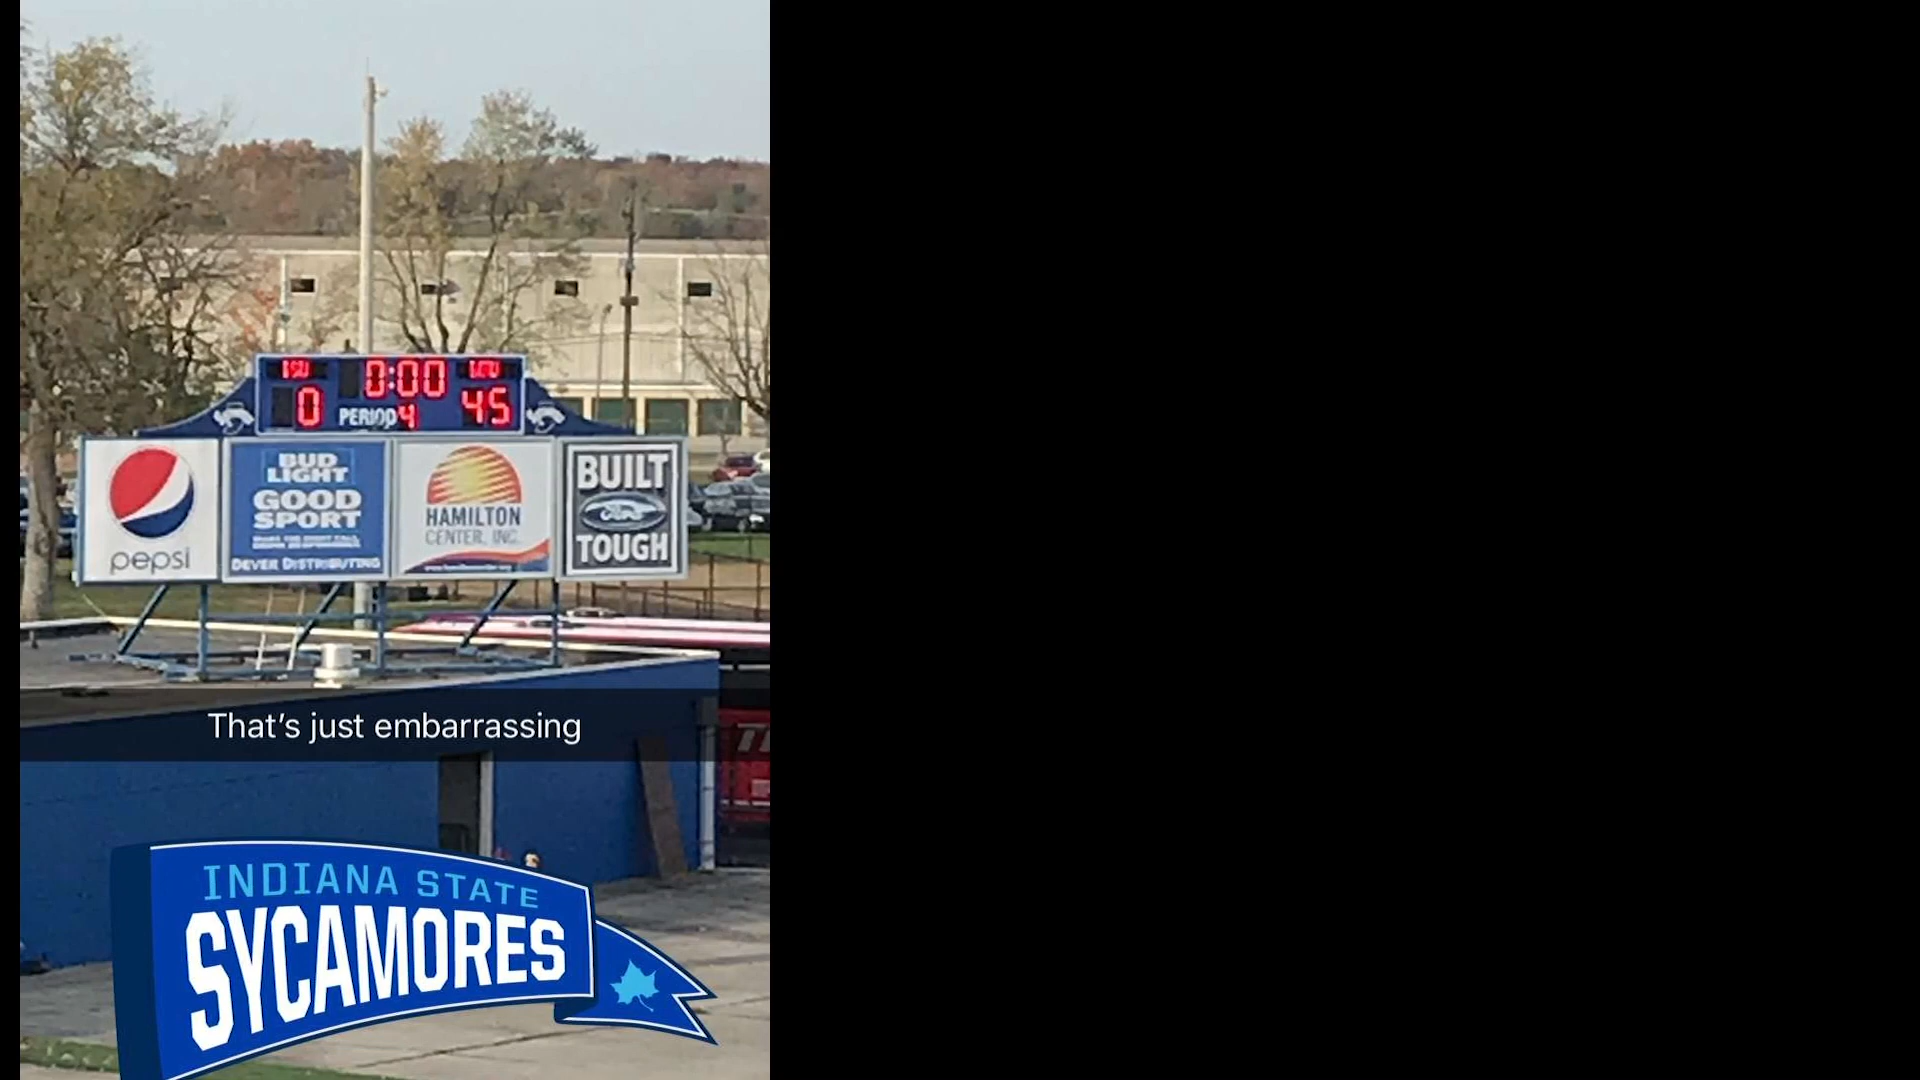 ISU 0:00
0 PERIOD 4 45
pepsi
BUD
LIGHT
GOOD
SPORT
DEVER DISTRIBUTING
HAMILTON
CENTER, INC.
BUILT
Ford
TOUGH
That's just embarrassing
INDIANA STATE
SYCAMORES